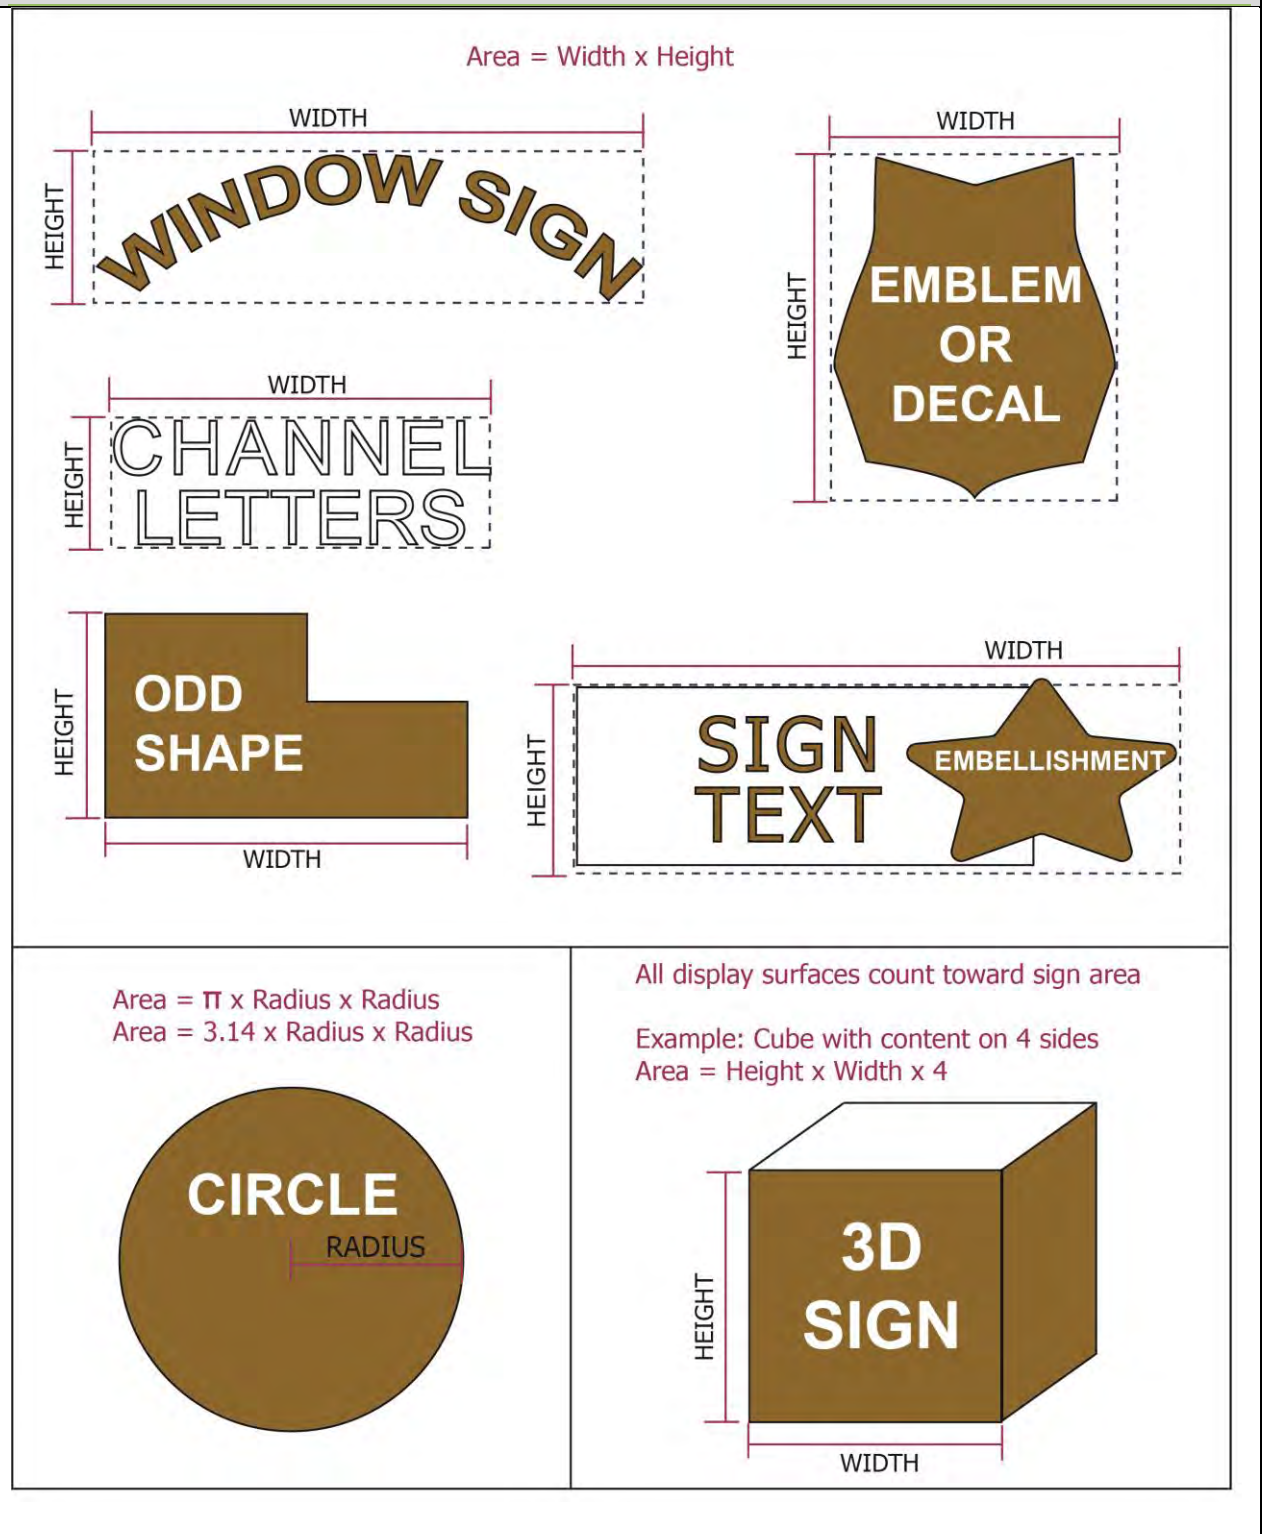 Area = Width x Height
WIDTH
HEIGHT
WINDOW SIGN
WIDTH
HEIGHT
EMBLEM
OR
DECAL
WIDTH
HEIGHT
CHANNEL
LETTERS
HEIGHT
ODD
SHAPE
WIDTH
WIDTH
HEIGHT
SIGN
TEXT
EMBELLISHMENT
Area = π x Radius x Radius
Area = 3.14 x Radius x Radius
CIRCLE
RADIUS
All display surfaces count toward sign area
Example: Cube with content on 4 sides
Area = Height x Width x 4
HEIGHT
3D
SIGN
WIDTH